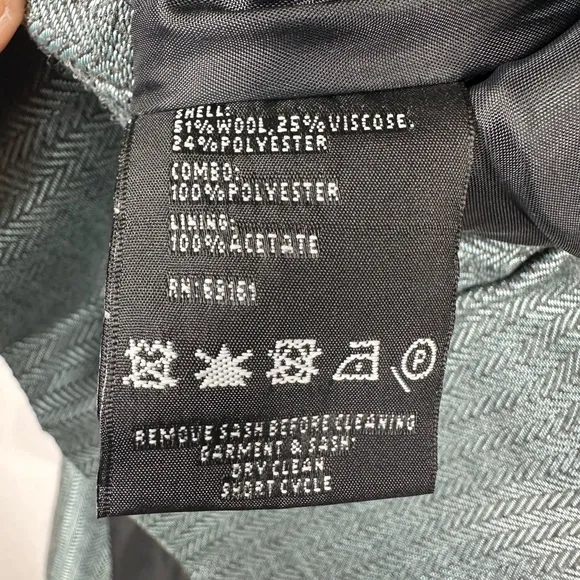 SHELL:
51%WOOL,25%VISCOSE,
24%POLYESTER
COMBO:
100%POLYESTER
LINING:
100%ACETATE
P
REMOVE SASH BEFORE CLEANING
GARMENT & SASH:
DRY CLEAN
SHORT CYCLE